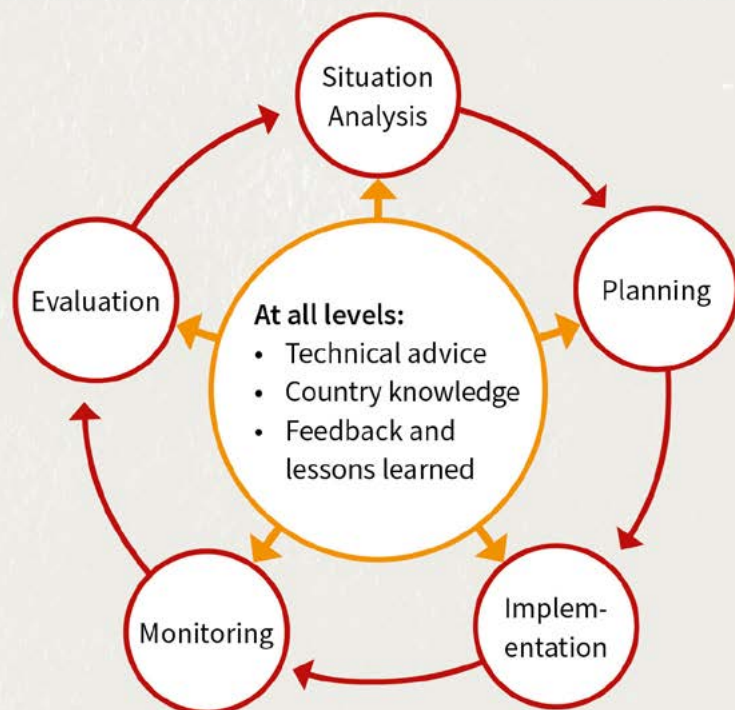 Situation
Analysis
Planning
Evaluation
At all levels:
• Technical advice
• Country knowledge
• Feedback and
lessons learned
Implem-
entation
Monitoring